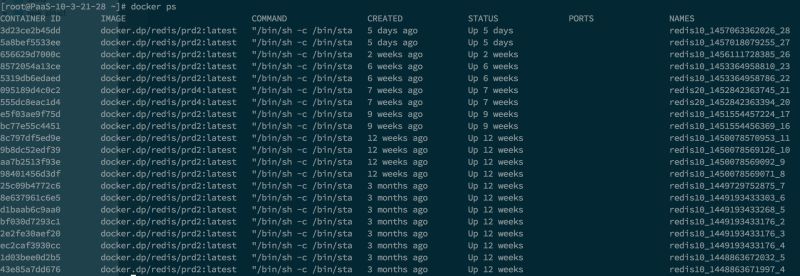 [root@PaaS-10-3-21-28 ~]# docker ps
CONTAINER ID IMAGE COMMAND CREATED STATUS PORTS NAMES
3d23ce2b45dd docker.dp/redis/prd2:latest "/bin/sh -c /bin/sta 5 days ago Up 5 days redis10_1457063362026_28
5a8bef5533ee docker.dp/redis/prd2:latest "/bin/sh -c /bin/sta 5 days ago Up 5 days redis10_1457018079255_27
656629d7000c docker.dp/redis/prd2:latest "/bin/sh -c /bin/sta 2 weeks ago Up 2 weeks redis10_1456111728385_26
8572054a13ce docker.dp/redis/prd2:latest "/bin/sh -c /bin/sta 6 weeks ago Up 6 weeks redis10_1453364958810_23
5319db6edaed docker.dp/redis/prd2:latest "/bin/sh -c /bin/sta 6 weeks ago Up 6 weeks redis10_1453364958786_22
095189d4c0c2 docker.dp/redis/prd4:latest "/bin/sh -c /bin/sta 7 weeks ago Up 7 weeks redis20_1452842363745_21
555dc8eac1d4 docker.dp/redis/prd4:latest "/bin/sh -c /bin/sta 7 weeks ago Up 7 weeks redis20_1452842363394_20
e5f03ae9f75d docker.dp/redis/prd2:latest "/bin/sh -c /bin/sta 9 weeks ago Up 9 weeks redis10_1451554457224_17
bc77e55c4451 docker.dp/redis/prd2:latest "/bin/sh -c /bin/sta 9 weeks ago Up 9 weeks redis10_1451554456369_16
8c797df5ed9e docker.dp/redis/prd2:latest "/bin/sh -c /bin/sta 12 weeks ago Up 12 weeks redis10_1450078570953_11
9b8dc52edf39 docker.dp/redis/prd2:latest "/bin/sh -c /bin/sta 12 weeks ago Up 12 weeks redis10_1450078569126_10
aa7b2513f93e docker.dp/redis/prd2:latest "/bin/sh -c /bin/sta 12 weeks ago Up 12 weeks redis10_1450078569092_9
98401456d3df docker.dp/redis/prd2:latest "/bin/sh -c /bin/sta 12 weeks ago Up 12 weeks redis10_1450078569071_8
25c09b4772c6 docker.dp/redis/prd2:latest "/bin/sh -c /bin/sta 3 months ago Up 12 weeks redis10_1449729752875_7
8e637961c6e5 docker.dp/redis/prd2:latest "/bin/sh -c /bin/sta 3 months ago Up 12 weeks redis10_1449193433303_6
d1baab6c9aa0 docker.dp/redis/prd2:latest "/bin/sh -c /bin/sta 3 months ago Up 12 weeks redis10_1449193433268_5
bf030d7293c1 docker.dp/redis/prd2:latest "/bin/sh -c /bin/sta 3 months ago Up 12 weeks redis10_1449193433176_2
2e2fe30aef20 docker.dp/redis/prd2:latest "/bin/sh -c /bin/sta 3 months ago Up 12 weeks redis10_1449193433176_3
ec2caf3930cc docker.dp/redis/prd2:latest "/bin/sh -c /bin/sta 3 months ago Up 12 weeks redis10_1449193433176_4
1d03bee0d2b5 docker.dp/redis/prd2:latest "/bin/sh -c /bin/sta 3 months ago Up 12 weeks redis10_1448863672032_5
43e85a7dd676 docker.dp/redis/prd2:latest "/bin/sh -c /bin/sta 3 months ago Up 12 weeks redis10_1448863671997_4